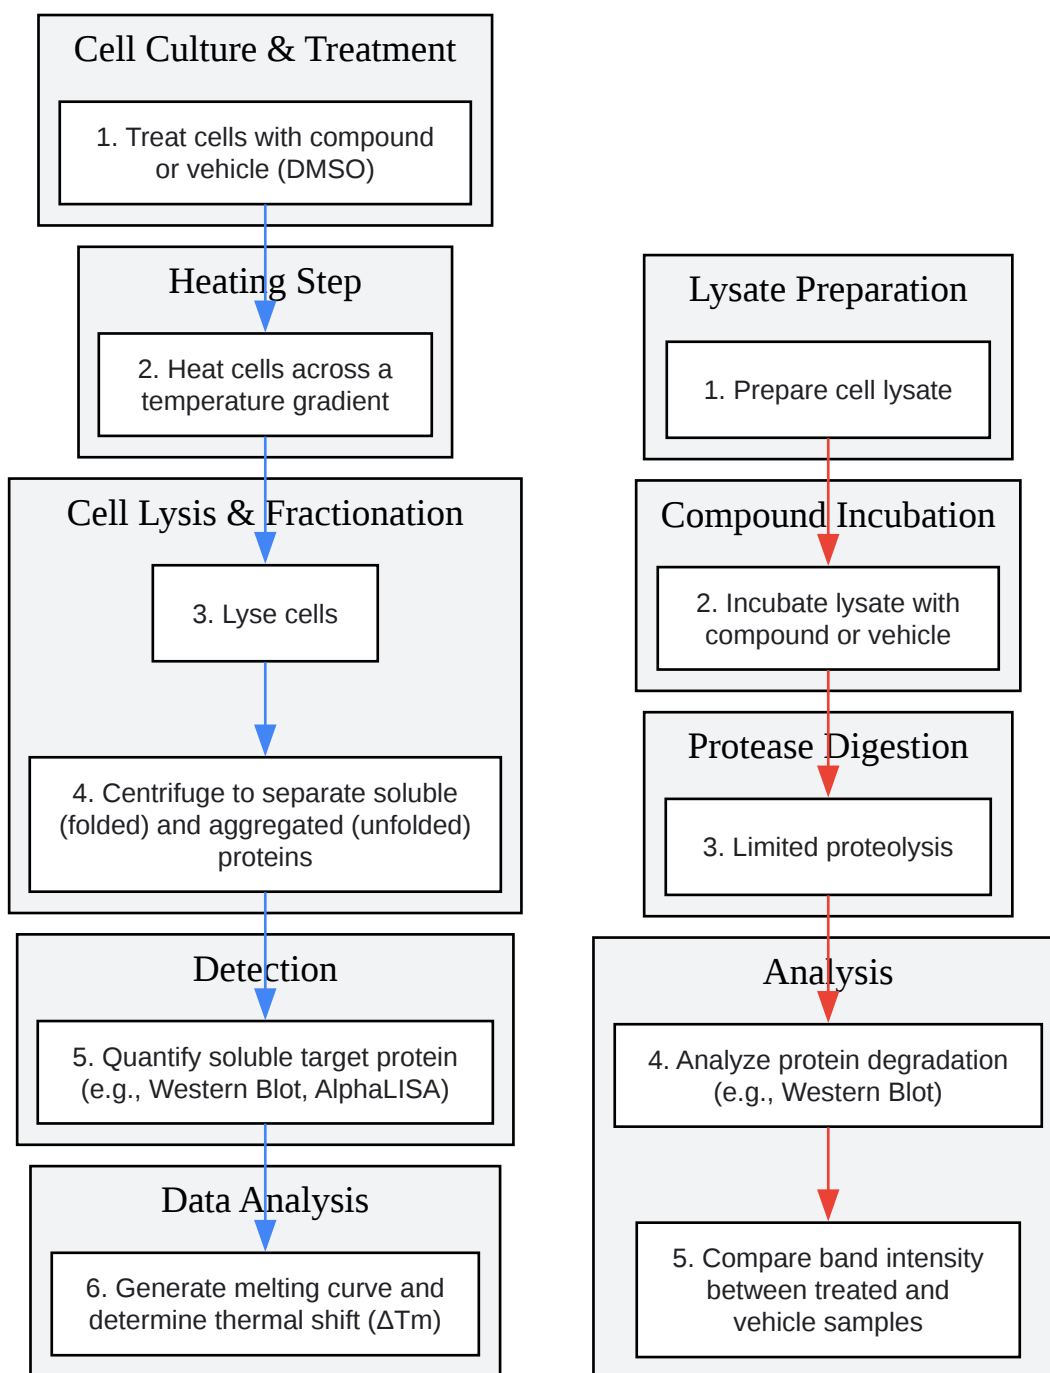 Cell Culture & Treatment
1. Treat cells with compound
or vehicle (DMSO)
Heating Step
2. Heat cells across a
temperature gradient
Cell Lysis & Fractionation
3. Lyse cells
4. Centrifuge to separate soluble
(folded) and aggregated (unfolded)
proteins
Detection
5. Quantify soluble target protein
(e.g., Western Blot, AlphaLISA)
Data Analysis
6. Generate melting curve and
determine thermal shift (ΔTm)
Lysate Preparation
1. Prepare cell lysate
Compound Incubation
2. Incubate lysate with
compound or vehicle
Protease Digestion
3. Limited proteolysis
Analysis
4. Analyze protein degradation
(e.g., Western Blot)
5. Compare band intensity
between treated and
vehicle samples